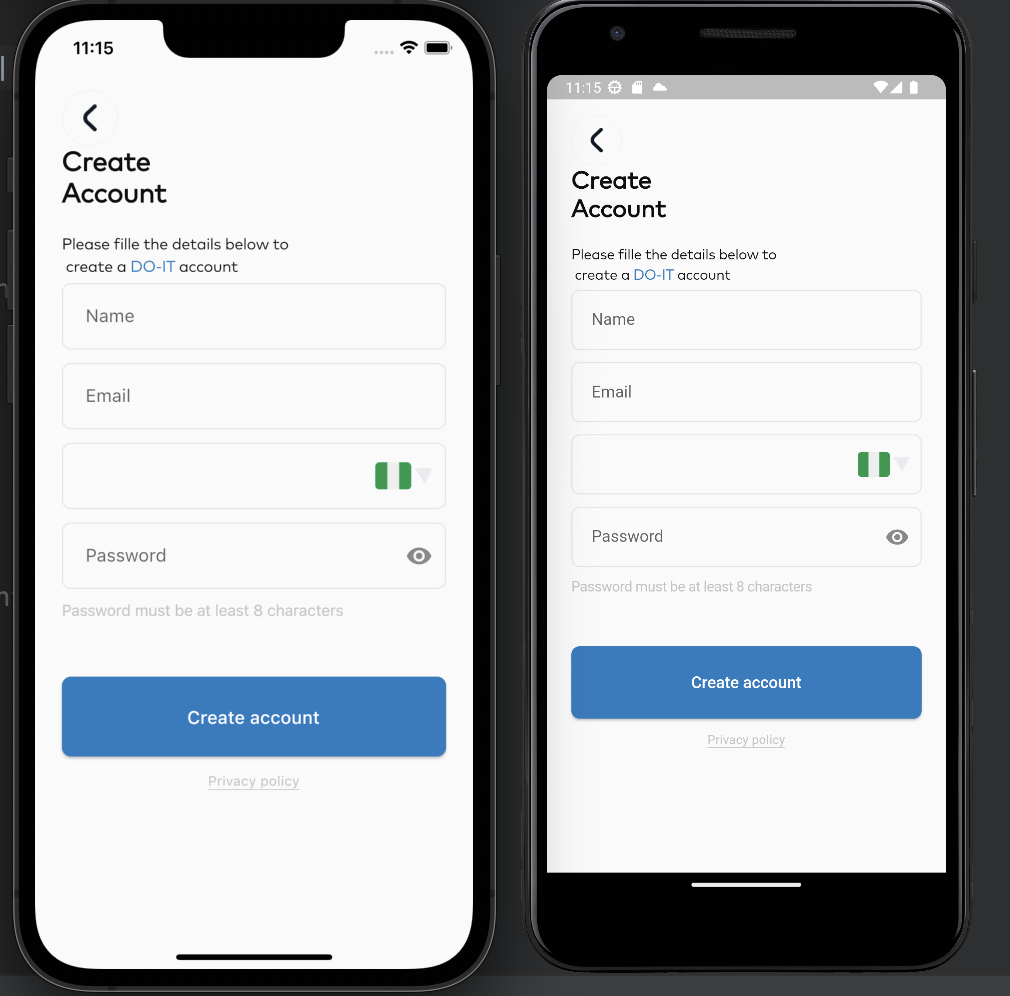 11:15
Create
Account
Please fille the details below to
create a DO-IT account
Name
Email
Password
Password must be at least 8 characters
Create account
Privacy policy
11:15
Create
Account
Please fille the details below to
create a DO-IT account
Name
Email
Password
Password must be at least 8 characters
Create account
Privacy policy